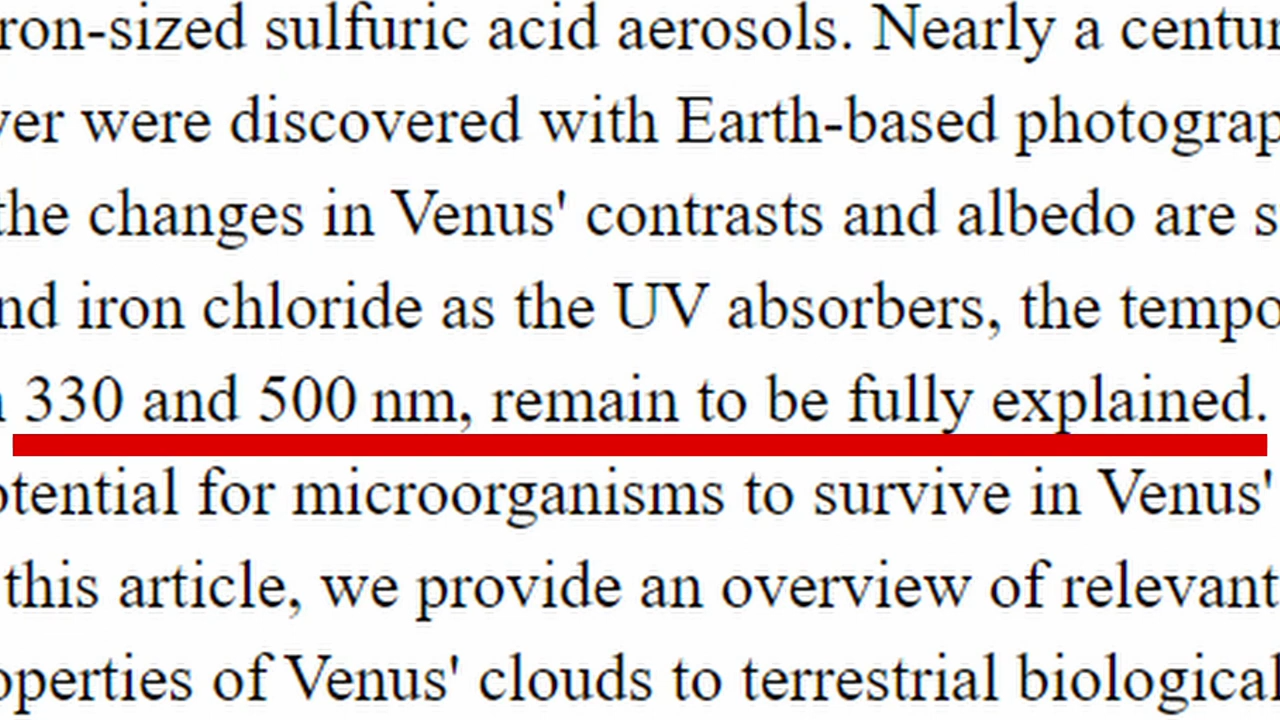 ron-sized sulfuric acid aerosols. Nearly a centur
ver were discovered with Earth-based photograp
the changes in Venus' contrasts and albedo are s
nd iron chloride as the UV absorbers, the tempo
n 330 and 500 nm, remain to be fully explained.
otential for microorganisms to survive in Venus'
this article, we provide an overview of relevant
operties of Venus' clouds to terrestrial biological